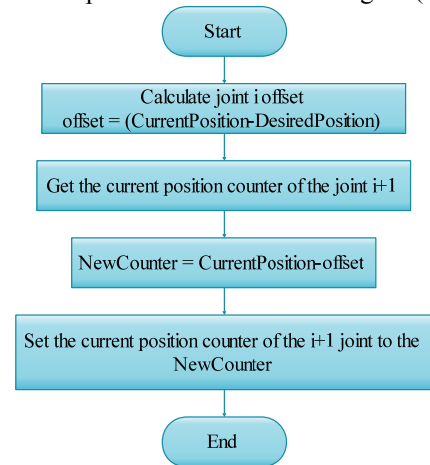 Start
Calculate joint i offset
offset = (CurrentPosition-DesiredPosition)
Get the current position counter of the joint i+1
NewCounter = CurrentPosition-offset
Set the current position counter of the i+1 joint to the
NewCounter
End